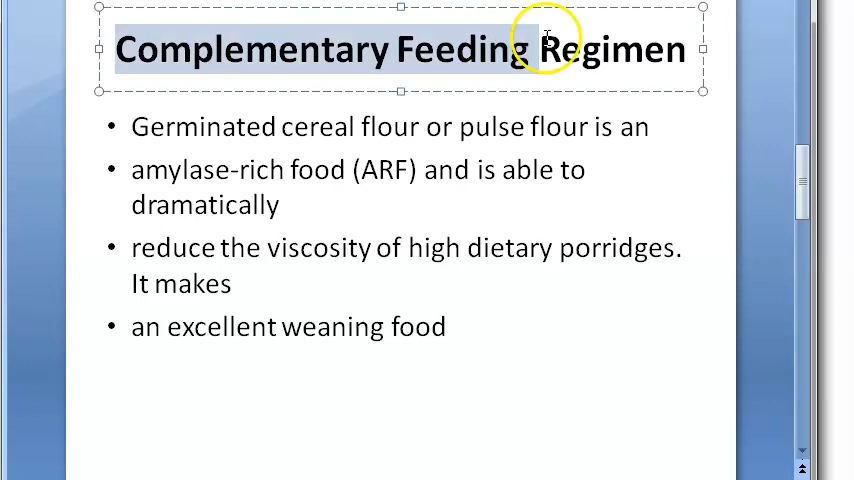 Complementary Feeding Regimen
• Germinated cereal flour or pulse flour is an
• amylase-rich food (ARF) and is able to
dramatically
• reduce the viscosity of high dietary porridges.
It makes
• an excellent weaning food